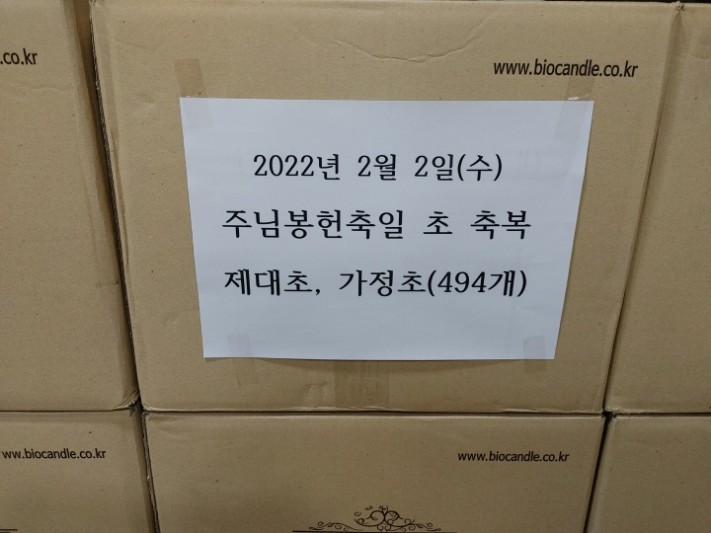 .co.kr
www.biocandle.co.kr
2022년 2월 2일(수)
주님봉헌축일 초 축복
제대초, 가정초(494개)
ww.biocandle.co.kr
www.biocandle.co.kr